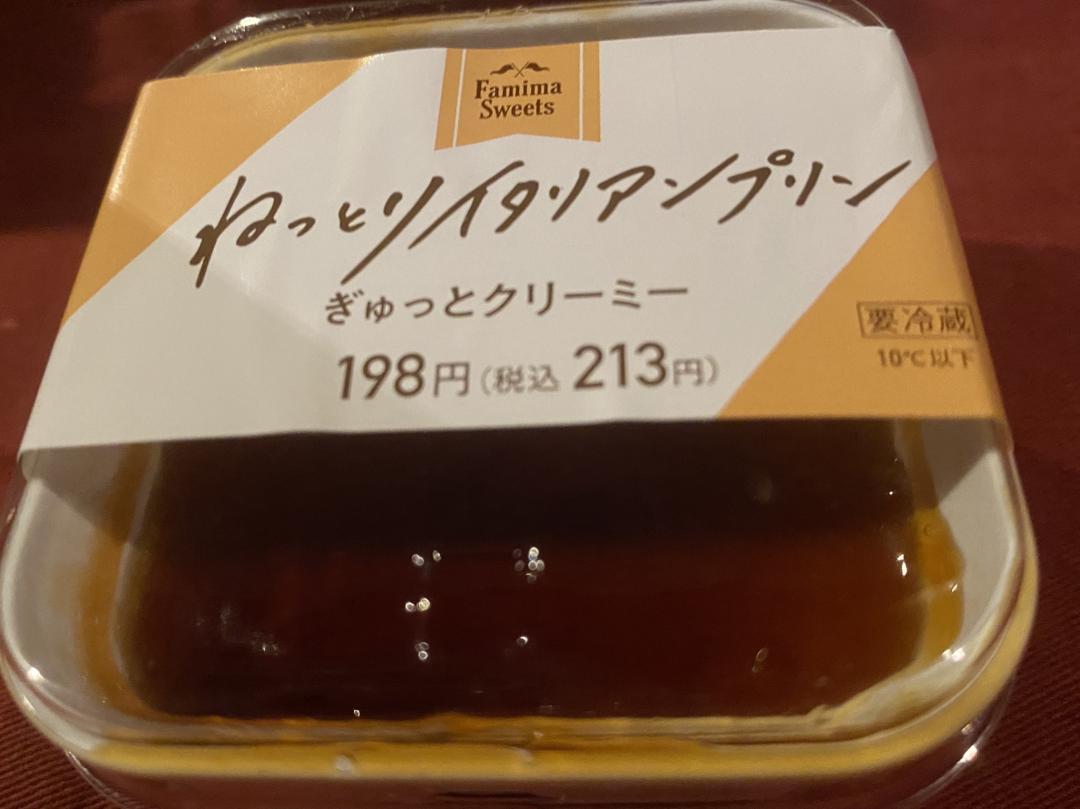 Famima
Sweets
ねっとりイタリアンプリン
ぎゅっとクリーミー
198円(税込 213円)
要冷蔵
10℃以下